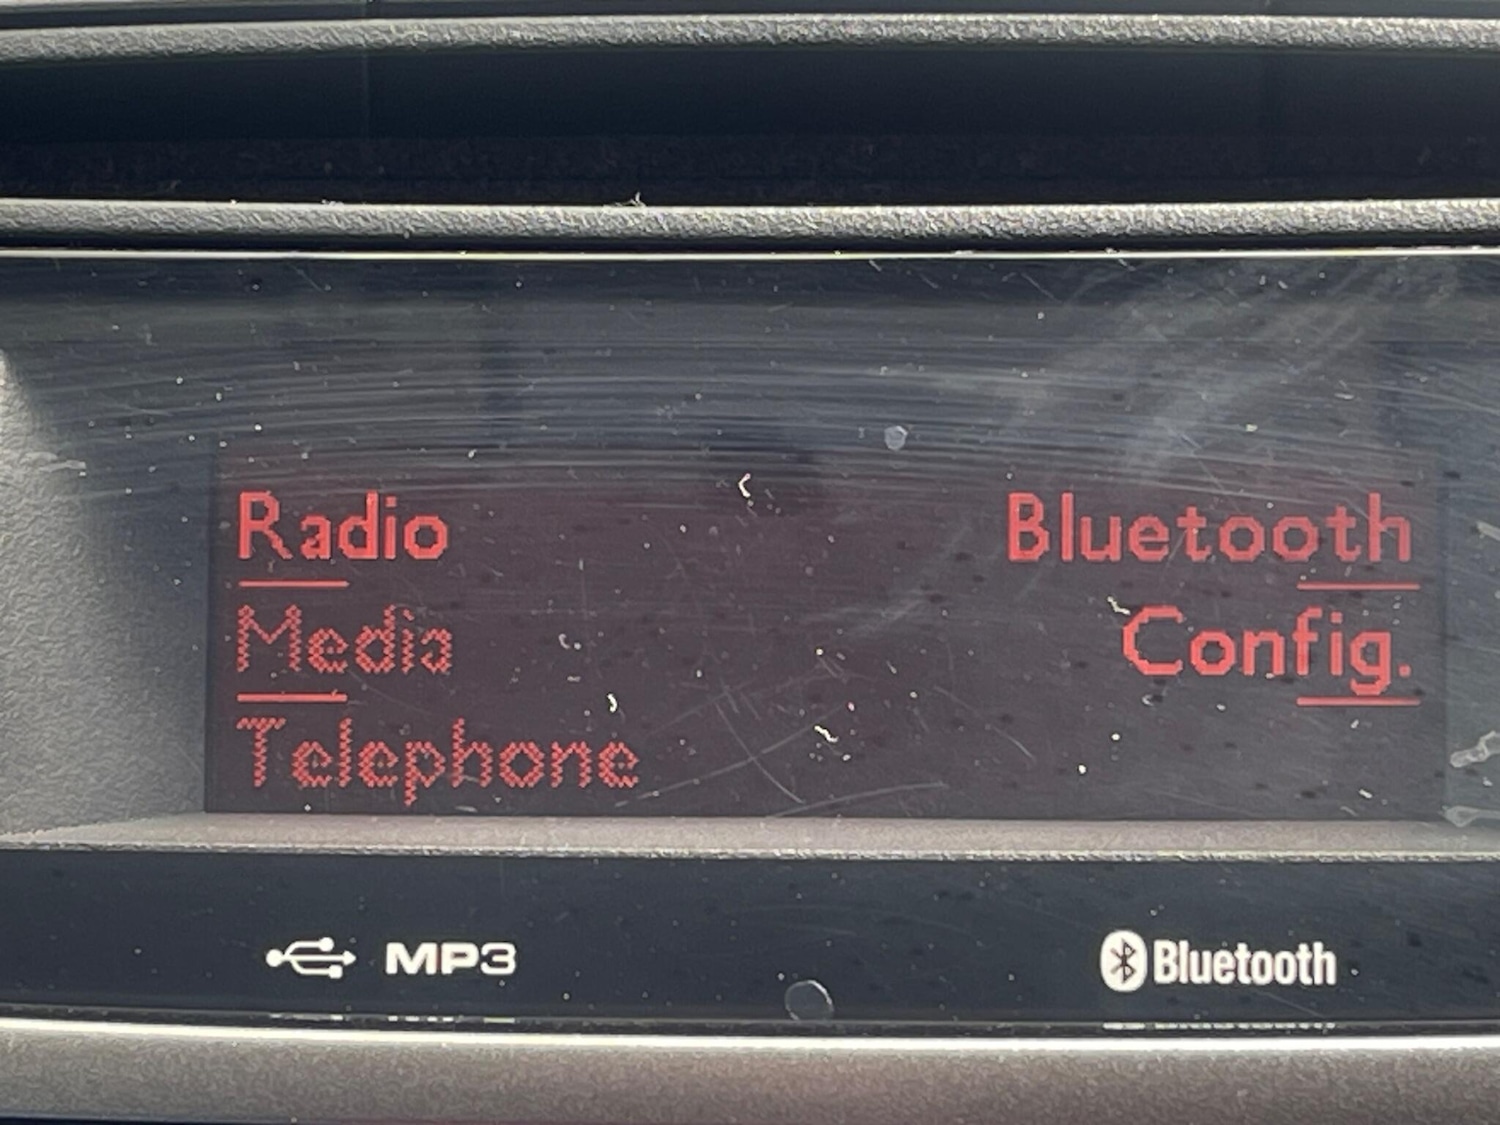 Radio
Bluetooth
Media
Config.
Telephone
MP3
Bluetooth